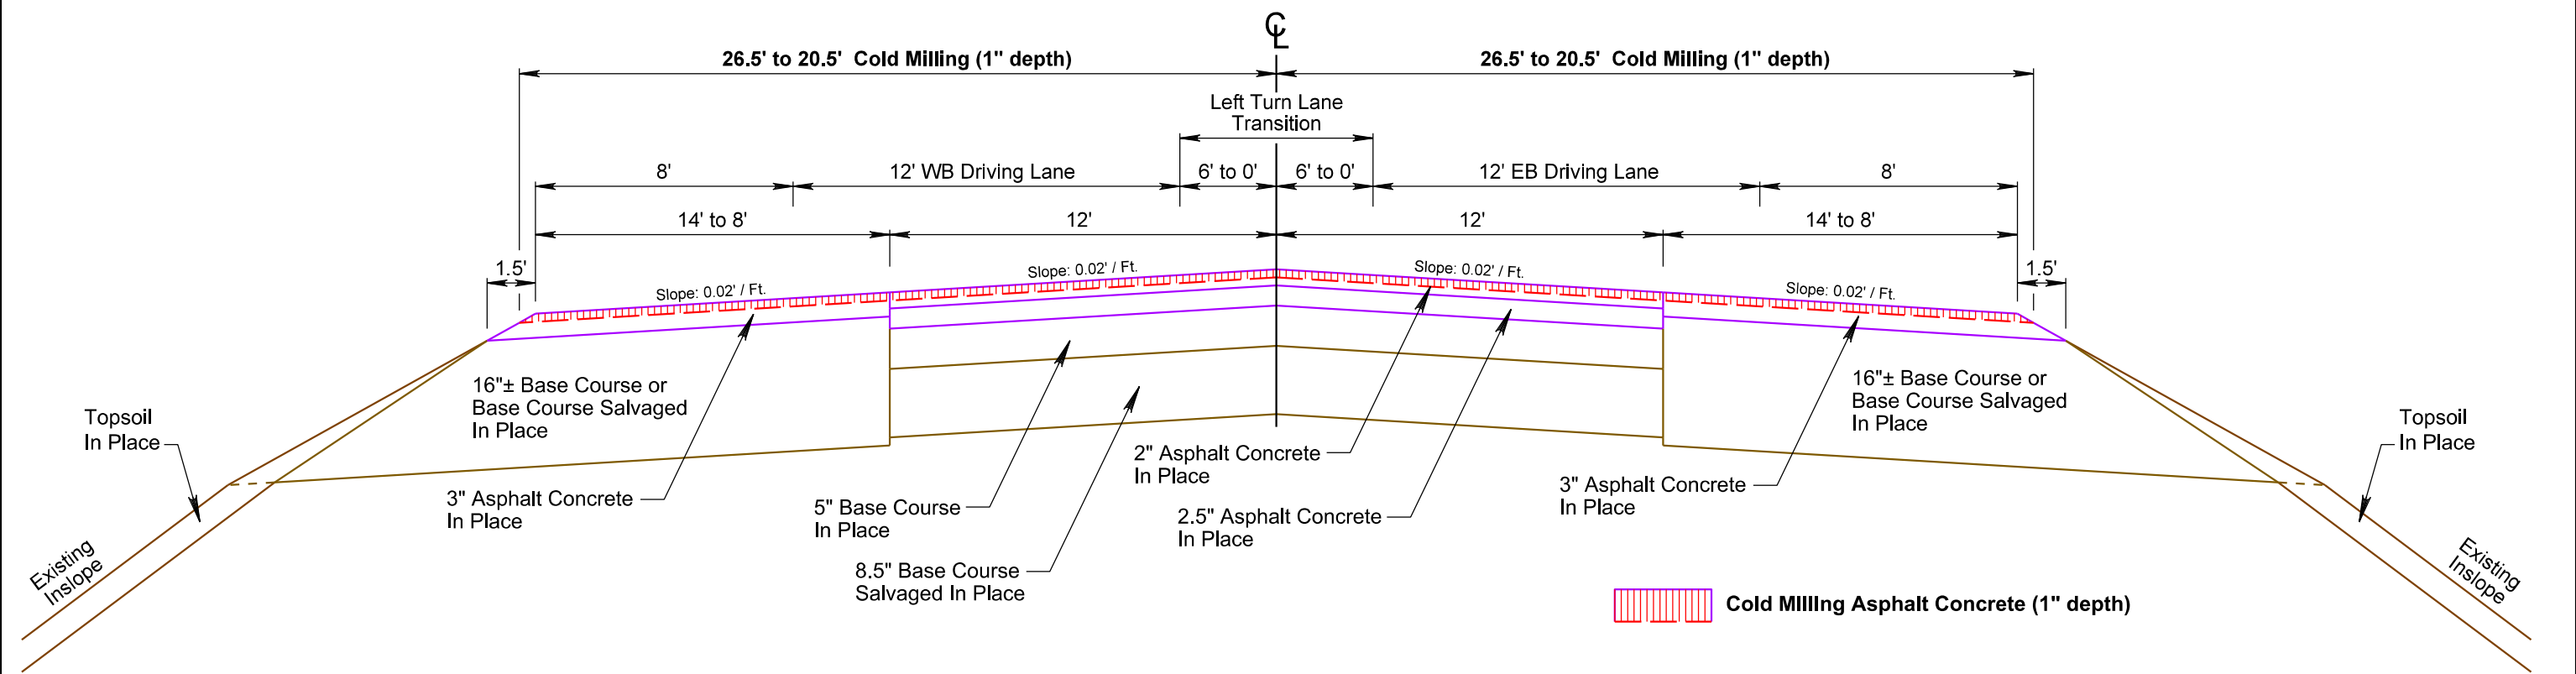 ℄
26.5' to 20.5'  Cold Milling (1" depth)
26.5' to 20.5'  Cold Milling (1" depth)
Left Turn Lane
Transition
8'
12' WB Driving Lane
6' to 0'
6' to 0'
12' EB Driving Lane
8'
14' to 8'
12'
12'
14' to 8'
1.5'
Slope: 0.02' / Ft.
Slope: 0.02' / Ft.
Slope: 0.02' / Ft.
Slope: 0.02' / Ft.
1.5'
Topsoil
In Place
16"± Base Course or
Base Course Salvaged
In Place
3" Asphalt Concrete
In Place
5" Base Course
In Place
8.5" Base Course
Salvaged In Place
2" Asphalt Concrete
In Place
2.5" Asphalt Concrete
In Place
3" Asphalt Concrete
In Place
16"± Base Course or
Base Course Salvaged
In Place
Topsoil
In Place
Existing
Inslope
Existing
Inslope
Cold Milling Asphalt Concrete (1" depth)